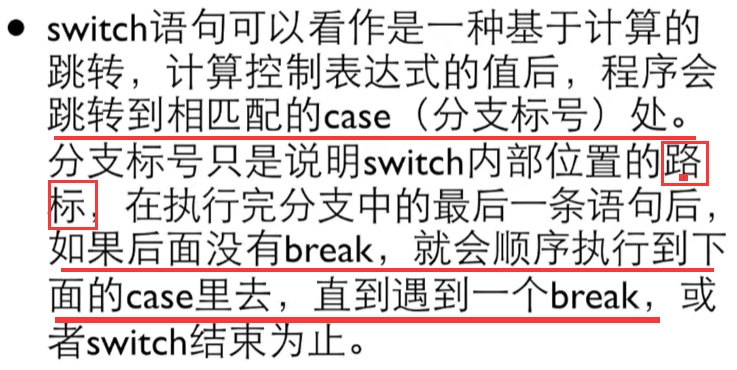 • switch语句可以看作是一种基于计算的
跳转，计算控制表达式的值后，程序会
跳转到相匹配的case（分支标号）处。
分支标号只是说明switch内部位置的路
标，在执行完分支中的最后一条语句后，
如果后面没有break，就会顺序执行到下
面的case里去，直到遇到一个break，或
者switch结束为止。